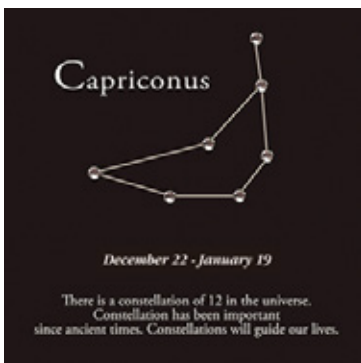 Capriconus
December 22 - January 19
There is a constellation of 12 in the universe.
Constellation has been important
since ancient times. Constellations will guide our lives.